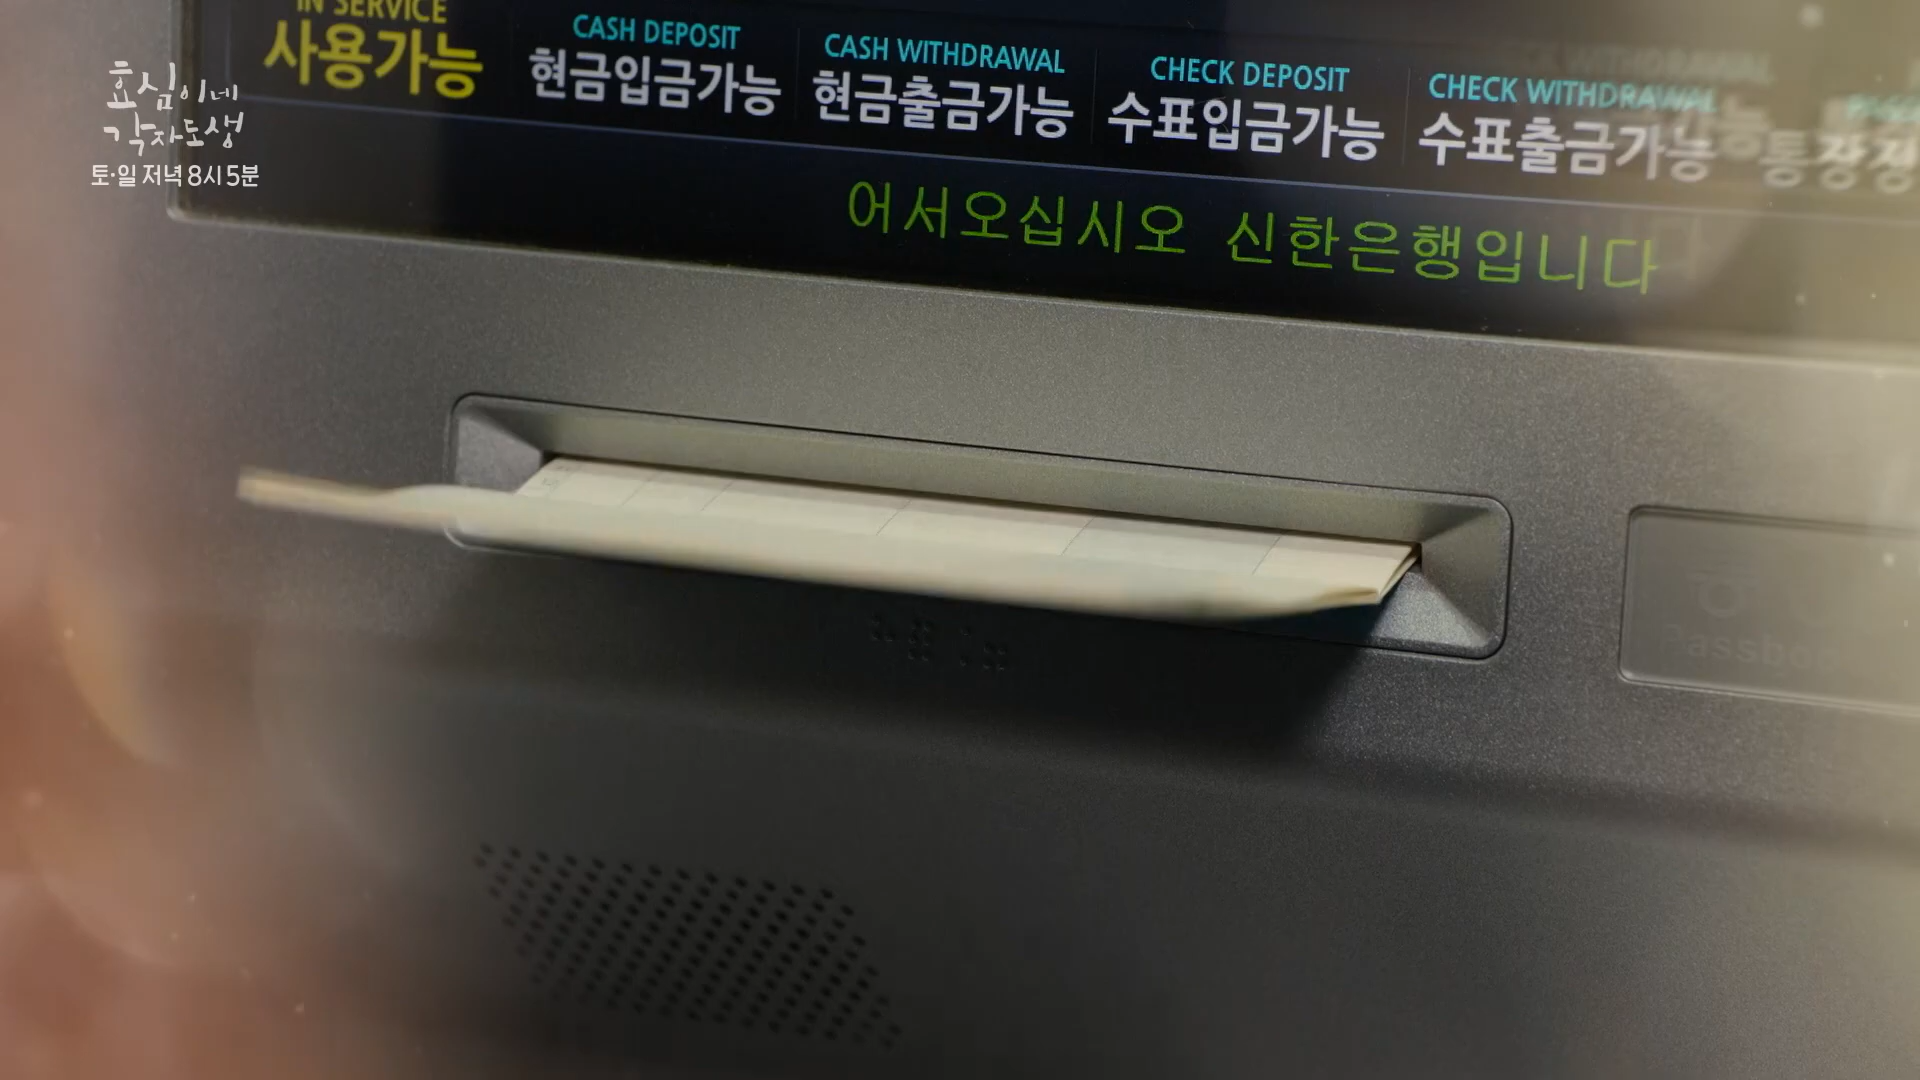 효심이네
각자도생
토·일 저녁 8시 5분
IN SERVICE
사용가능
CASH DEPOSIT
현금입금가능
CASH WITHDRAWAL
현금출금가능
CHECK DEPOSIT
수표입금가능
CHECK WITHDRAWAL
수표출금가능
어서오십시오 신한은행입니다